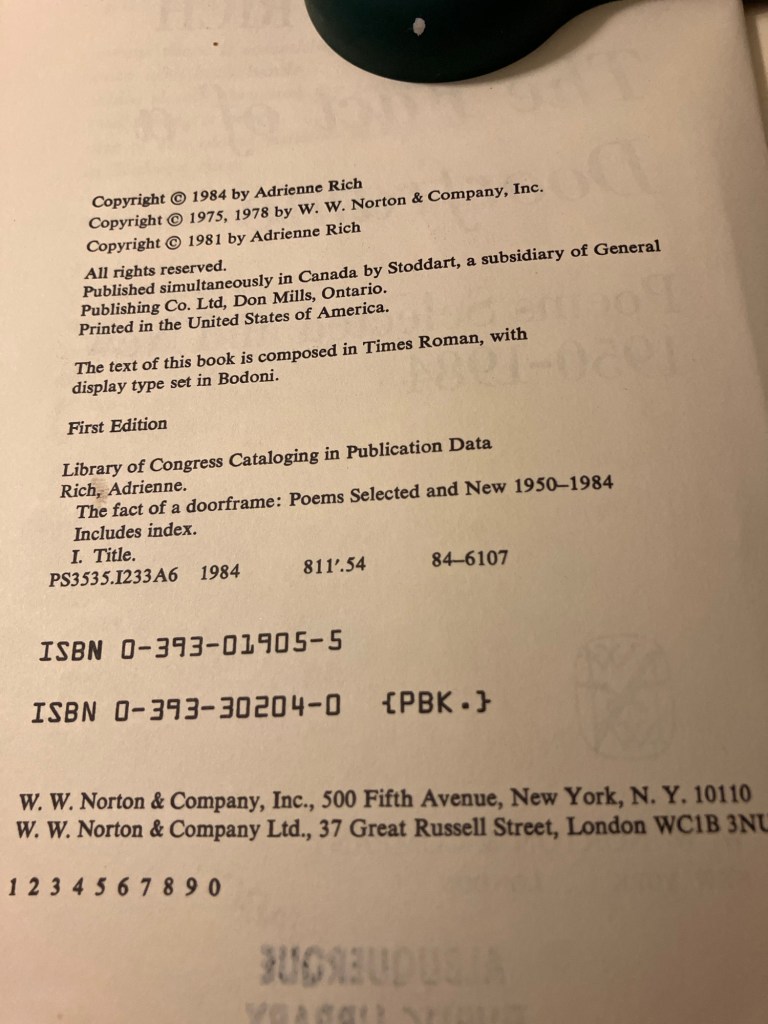 Copyright © 1984 by Adrienne Rich
Copyright © 1975, 1978 by W. W. Norton & Company, Inc.
Copyright © 1981 by Adrienne Rich
All rights reserved.
Published simultaneously in Canada by Stoddart, a subsidiary of General
Publishing Co. Ltd, Don Mills, Ontario.
Printed in the United States of America.
The text of this book is composed in Times Roman, with
display type set in Bodoni.
First Edition
Library of Congress Cataloging in Publication Data
Rich, Adrienne.
The fact of a doorframe: Poems Selected and New 1950–1984
Includes index.
I. Title.
PS3535.I233A6 1984 811′.54 84–6107
ISBN 0-393-01905-5
ISBN 0-393-30204-0 {PBK.}
W. W. Norton & Company, Inc., 500 Fifth Avenue, New York, N. Y. 10110
W. W. Norton & Company Ltd., 37 Great Russell Street, London WC1B 3NU
1 2 3 4 5 6 7 8 9 0
ALBUQUERQUE
PUBLIC LIBRARY